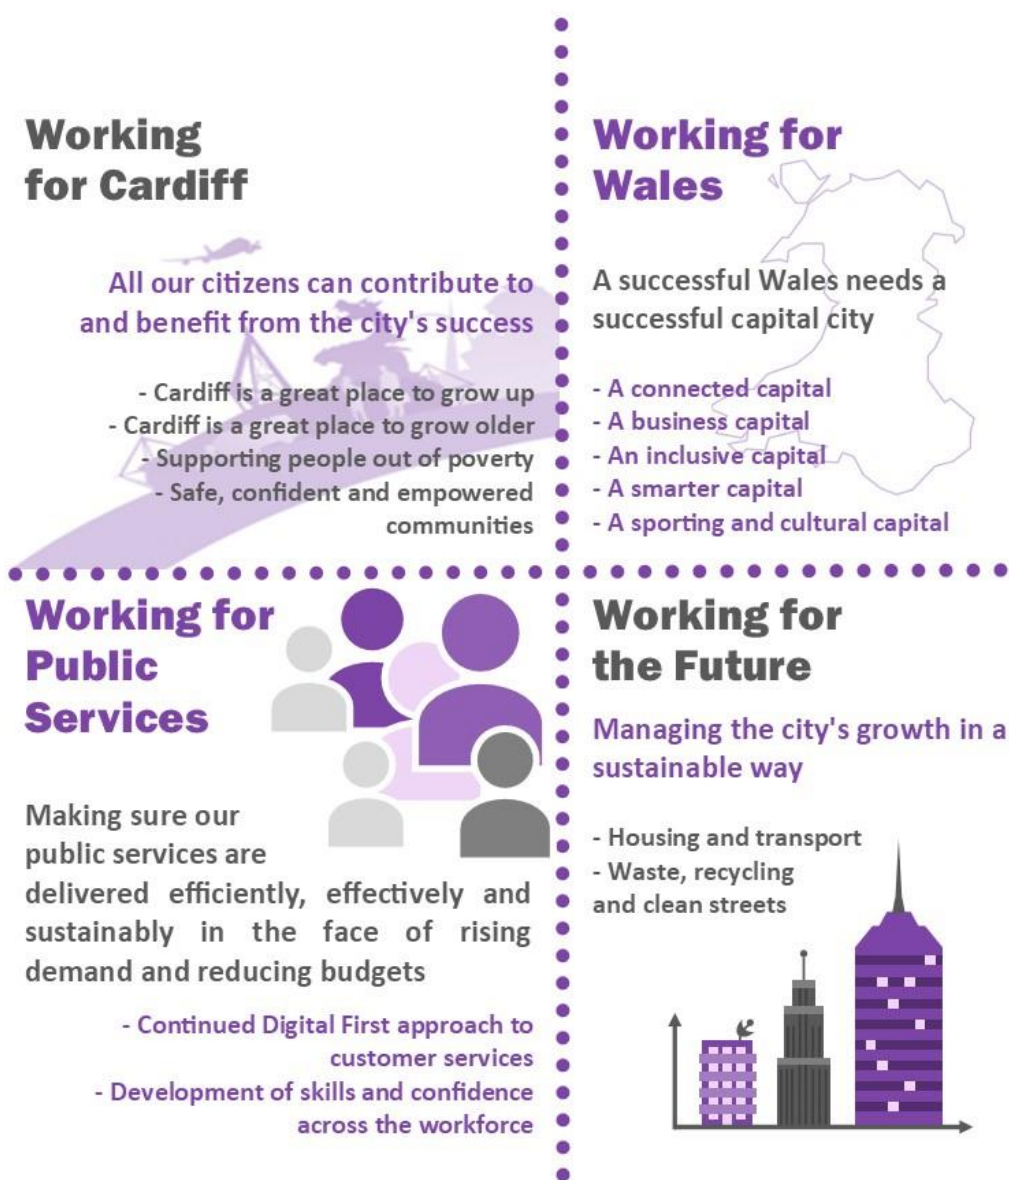 Working
for Cardiff
All our citizens can contribute to
and benefit from the city's success
- Cardiff is a great place to grow up
- Cardiff is a great place to grow older
- Supporting people out of poverty
- Safe, confident and empowered
communities
Working for
Wales
A successful Wales needs a
successful capital city
- A connected capital
- A business capital
- An inclusive capital
- A smarter capital
- A sporting and cultural capital
Working for
Public
Services
Making sure our
public services are
delivered efficiently, effectively and
sustainably in the face of rising
demand and reducing budgets
- Continued Digital First approach to
customer services
- Development of skills and confidence
across the workforce
Working for
the Future
Managing the city's growth in a
sustainable way
- Housing and transport
- Waste, recycling
and clean streets